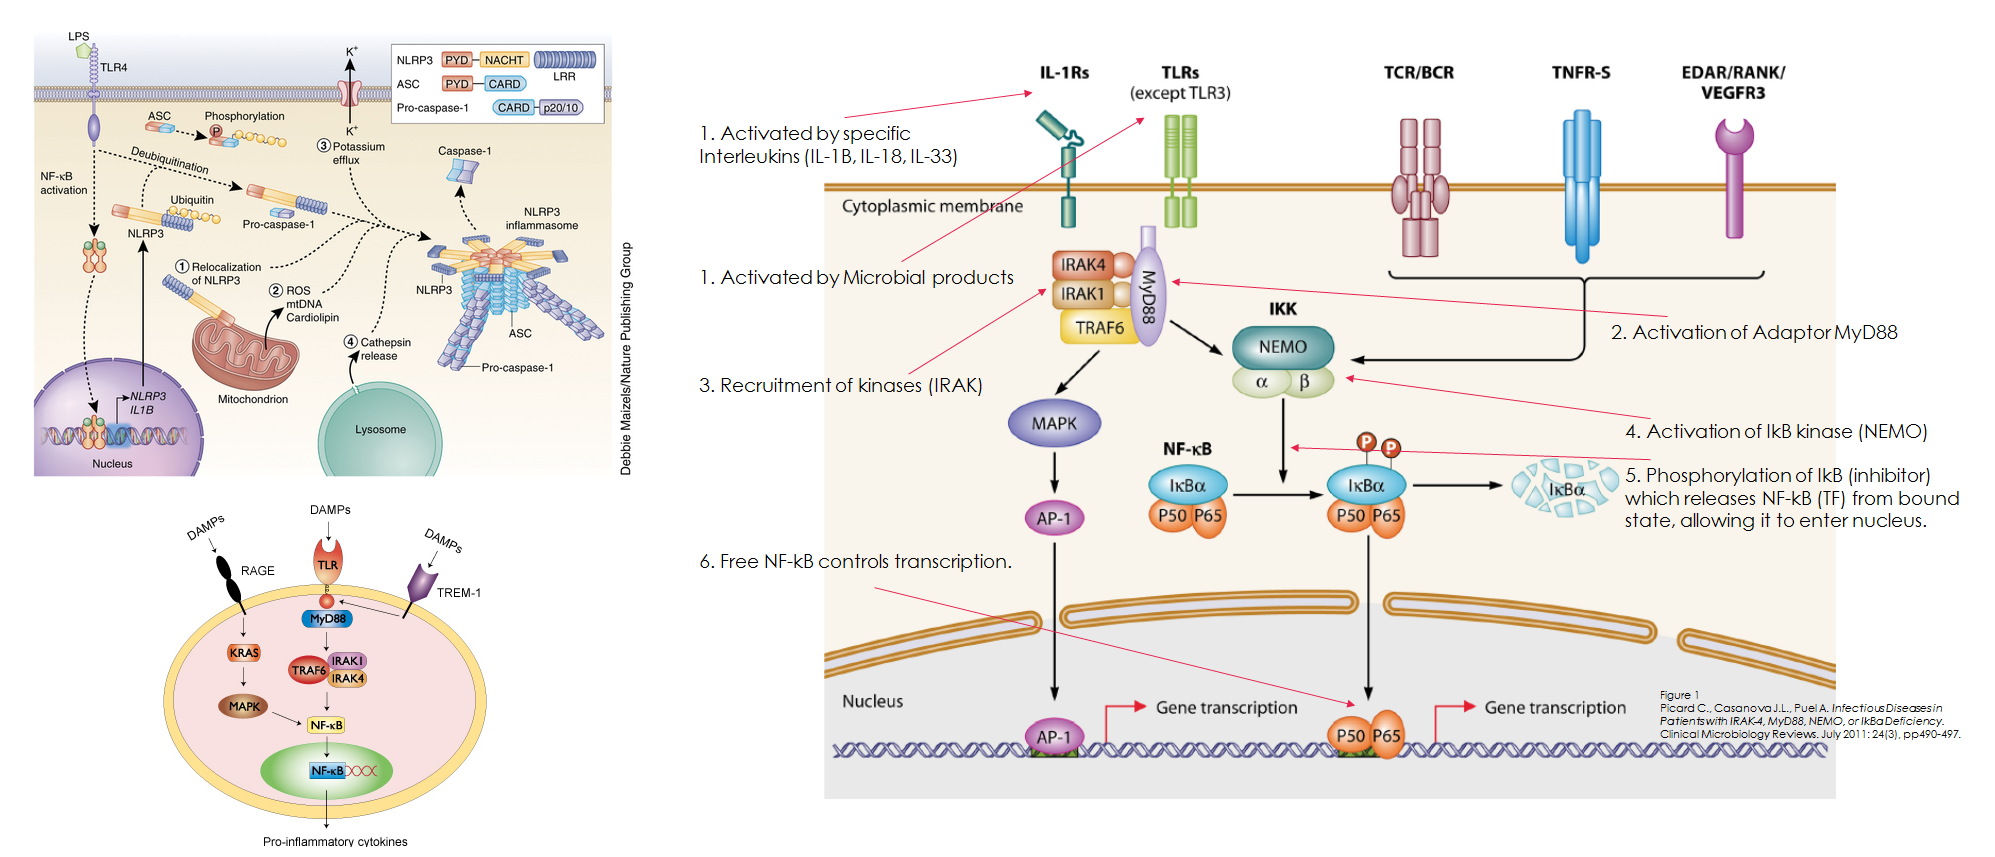 LPS
TLR4
K⁺
K⁺
NLRP3
PYD
NACHT
LRR
ASC
PYD
CARD
Pro-caspase-1
CARD
p20/10
ASC
Phosphorylation
P
Deubiquitination
③ Potassium
efflux
Caspase-1
NF-κB
activation
Ubiquitin
NLRP3
Pro-caspase-1
NLRP3
inflammasome
① Relocalization
of NLRP3
② ROS
mtDNA
Cardiolipin
NLRP3
ASC
④ Cathepsin
release
Pro-caspase-1
Mitochondrion
NLRP3
IL1B
Nucleus
Lysosome
Debbie Maizels/Nature Publishing Group
DAMPs
DAMPs
DAMPs
RAGE
TLR
TREM-1
MyD88
KRAS
TRAF6
IRAK1
IRAK4
MAPK
NF-κB
NF-κB
Pro-inflammatory cytokines
IL-1Rs
TLRs
(except TLR3)
TCR/BCR
TNFR-S
EDAR/RANK/
VEGFR3
1. Activated by specific
Interleukins (IL-1B, IL-18, IL-33)
Cytoplasmic membrane
1. Activated by Microbial products
IRAK4
IRAK1
TRAF6
MyD88
IKK
NEMO
α
β
2. Activation of Adaptor MyD88
3. Recruitment of kinases (IRAK)
MAPK
4. Activation of IkB kinase (NEMO)
NF-κB
IκBα
P50 P65
P
P
IκBα
P50 P65
IκBα
5. Phosphorylation of IkB (inhibitor)
which releases NF-kB (TF) from bound
state, allowing it to enter nucleus.
AP-1
6. Free NF-kB controls transcription.
Nucleus
AP-1
Gene transcription
P50 P65
Gene transcription
Figure 1
Picard C., Casanova J.L., Puel A. Infectious Diseases in
Patients with IRAK-4, MyD88, NEMO, or IkBa Deficiency.
Clinical Microbiology Reviews. July 2011: 24(3), pp490-497.